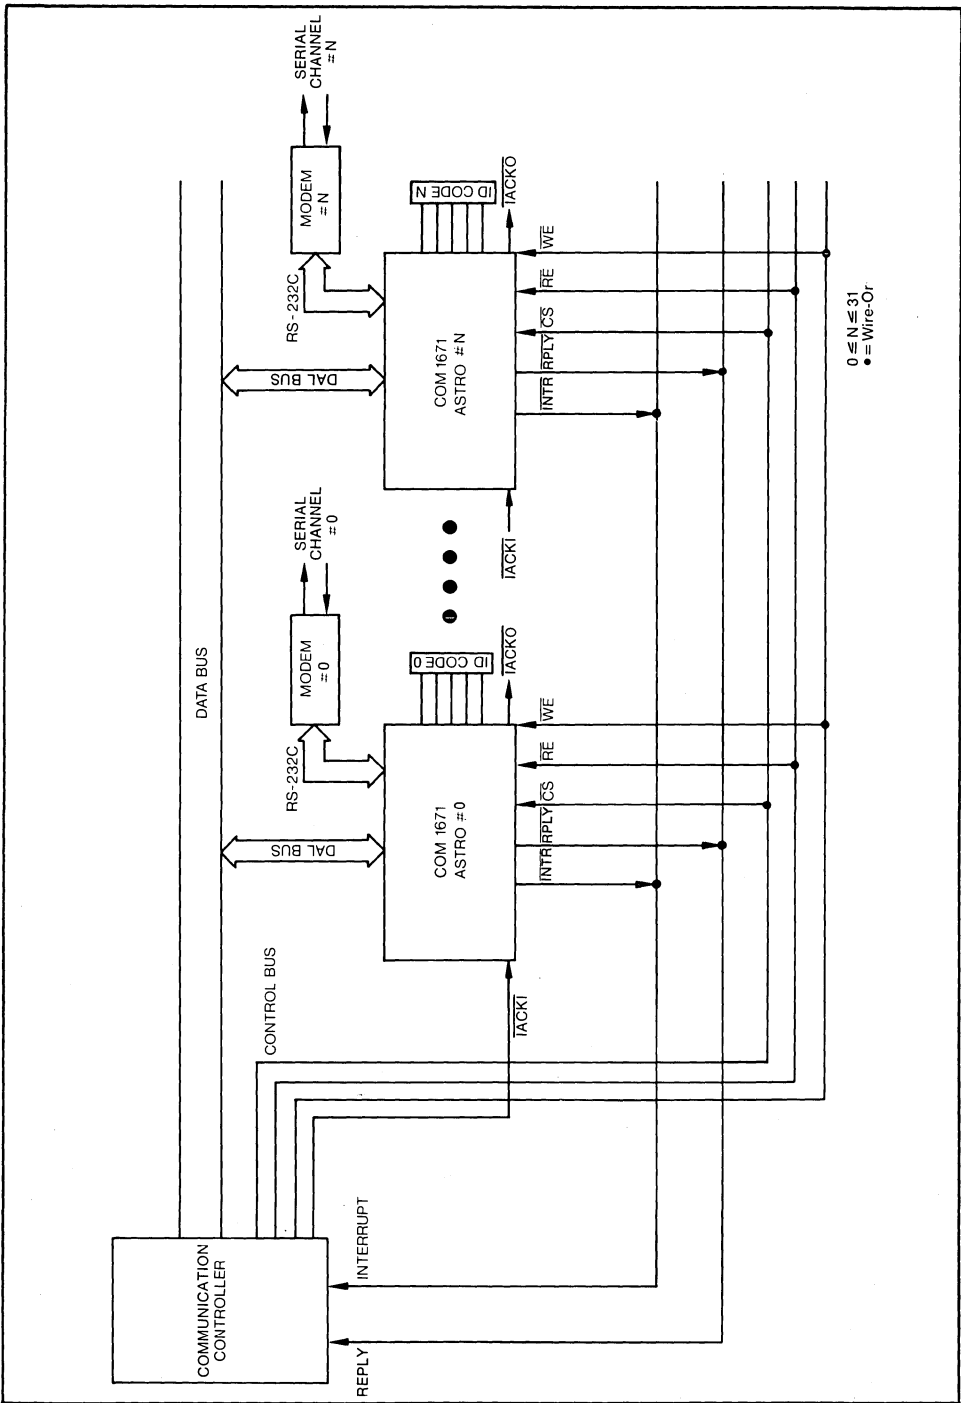 COMMUNICATION
CONTROLLER
REPLY
INTERRUPT
CONTROL BUS
DATA BUS
IACKI
DAL BUS
RS-232C
MODEM
#0
SERIAL
CHANNEL
#0
COM 1671
ASTRO #0
ID CODE 0
IACKO
INTR
RPLY
CS
RE
WE
IACKI
DAL BUS
RS-232C
MODEM
#N
SERIAL
CHANNEL
#N
COM 1671
ASTRO #N
ID CODE N
IACKO
INTR
RPLY
CS
RE
WE
0 ≤ N ≤ 31
● = Wire-Or